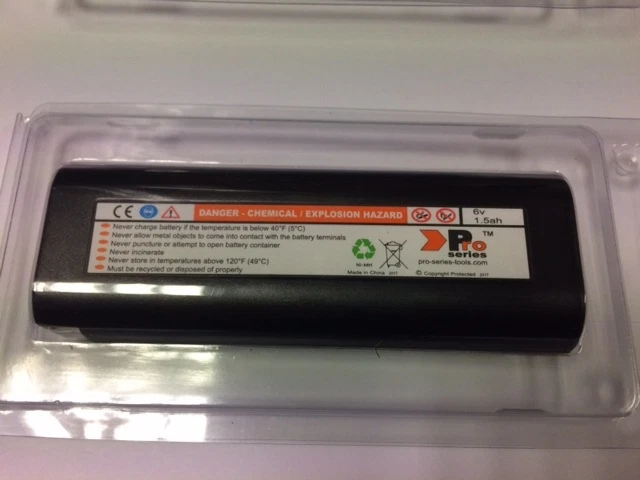 CE DANGER - CHEMICAL / EXPLOSION HAZARD
6v
1.5ah
Never charge battery if the temperature is below 40°F (5°C)
Never allow metal objects to come into contact with the battery terminals
Never puncture or attempt to open battery container
Never incinerate
Never store in temperatures above 120°F (49°C)
Must be recycled or disposed of properly
Ni-MH
Made in China 2017
Pro™
series
pro-series-tools.com
© Copyright Protected 2017